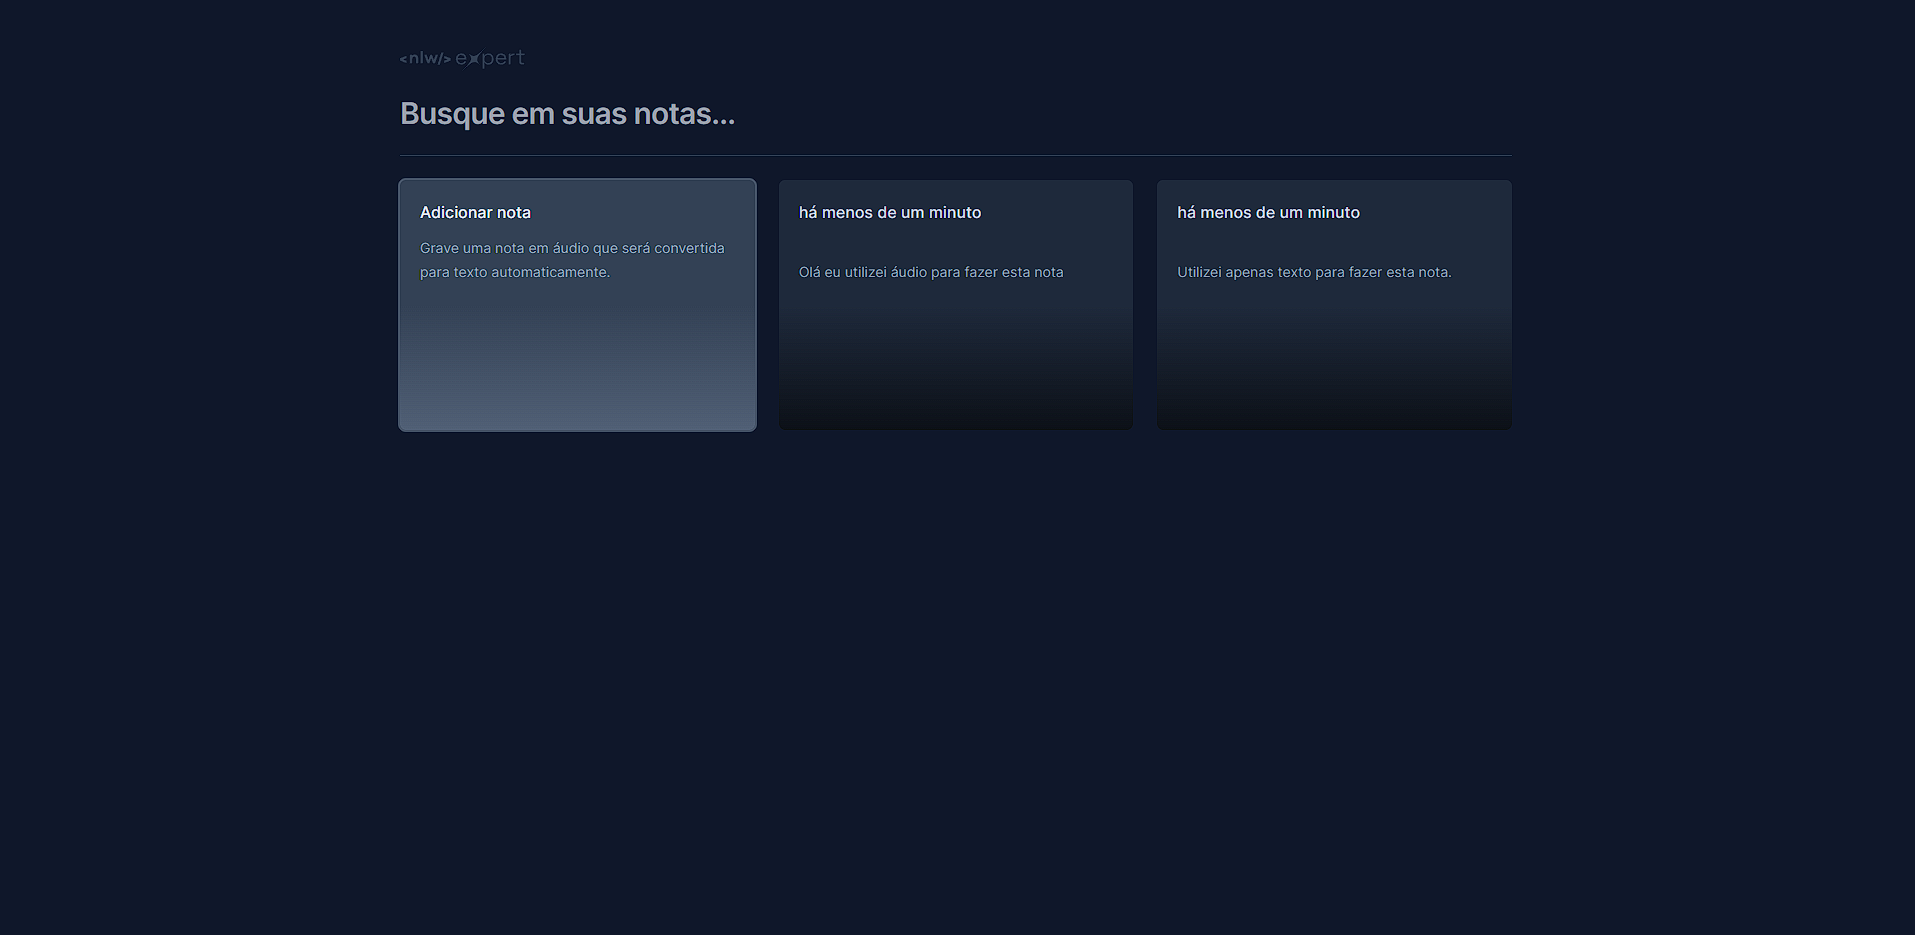 <nlw/> expert
Busque em suas notas...
Adicionar nota
Grave uma nota em áudio que será convertida
para texto automaticamente.
há menos de um minuto
Olá eu utilizei áudio para fazer esta nota
há menos de um minuto
Utilizei apenas texto para fazer esta nota.